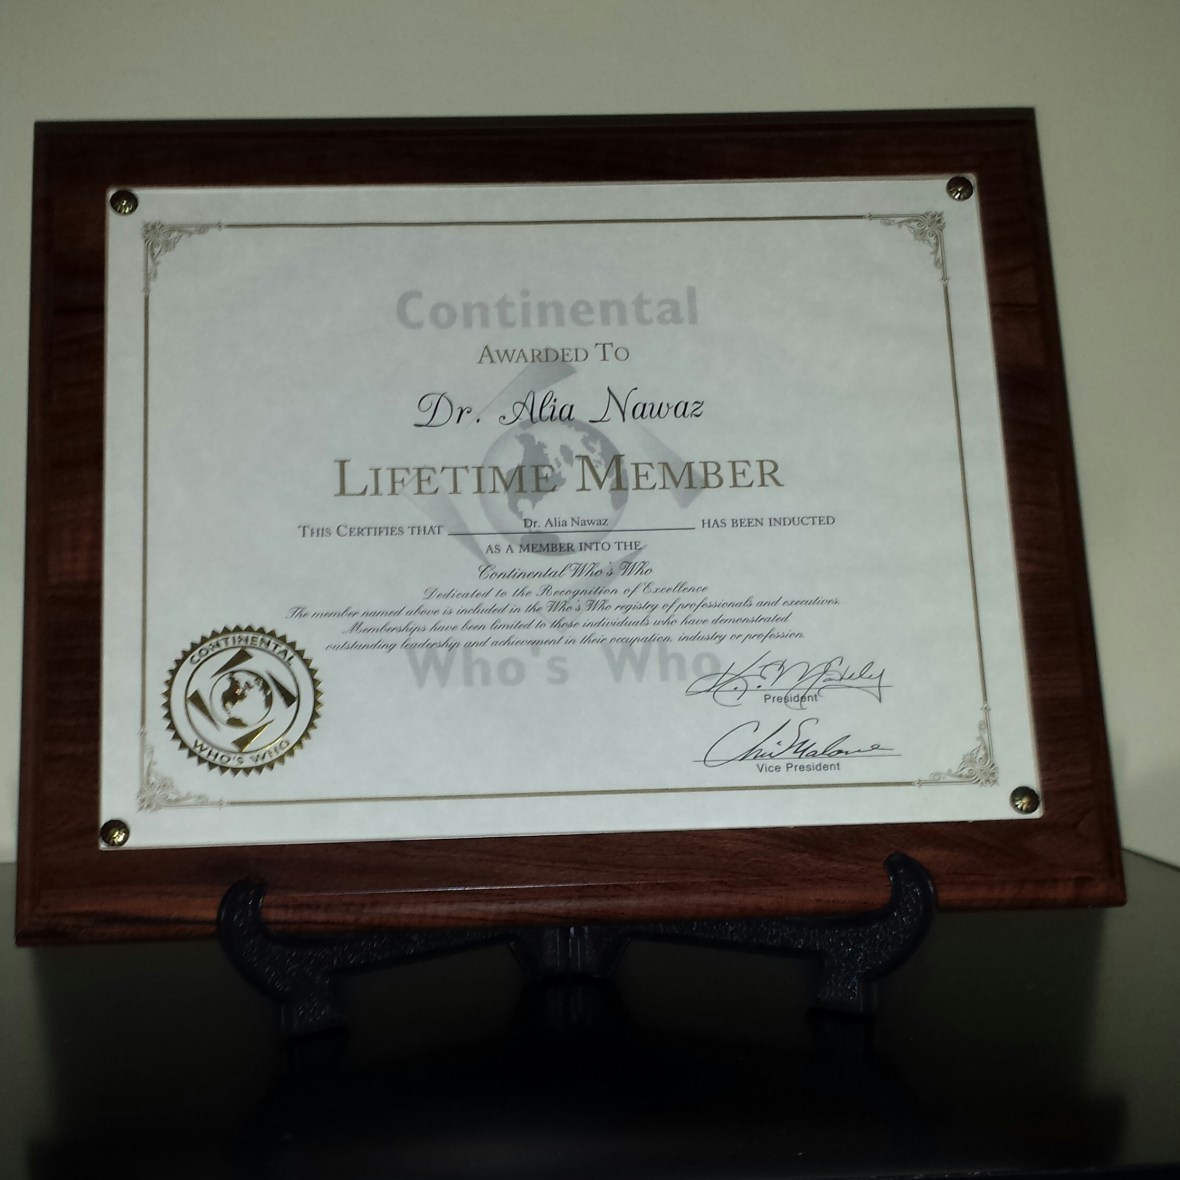 Continental
AWARDED TO
Dr. Alia Nawaz
LIFETIME MEMBER
THIS CERTIFIES THAT Dr. Alia Nawaz HAS BEEN INDUCTED
AS A MEMBER INTO THE
Continental Who's Who
Dedicated to the Recognition of Excellence
The member named above is included in the Who's Who registry of professionals and executives.
Memberships have been limited to those individuals who have demonstrated
outstanding leadership and achievement in their occupation, industry or profession.
Who's Who
CONTINENTAL
WHO'S WHO
President
Vice President